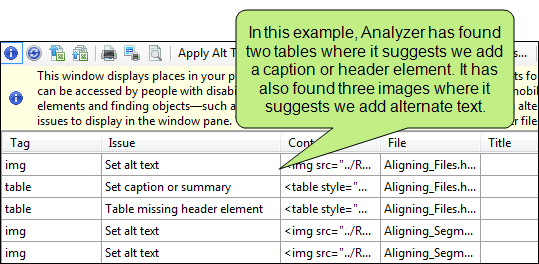 In this example, Analyzer has found
two tables where it suggests we add
a caption or header element. It has
also found three images where it
suggests we add alternate text.
Apply Alt T
...
This window displays places in your p
can be accessed by people with disabi
elements and finding objects—such a
issues to display in the window pane.
Tag Issue File Title
img Set alt text <img src="../R... Aligning_Files.h...
table Set caption or summary <table style="... Aligning_Files.h...
table Table missing header element <table style="... Aligning_Files.h...
img Set alt text <img src="../R... Aligning_Segm...
img Set alt text <img src="../R... Aligning_Segm...